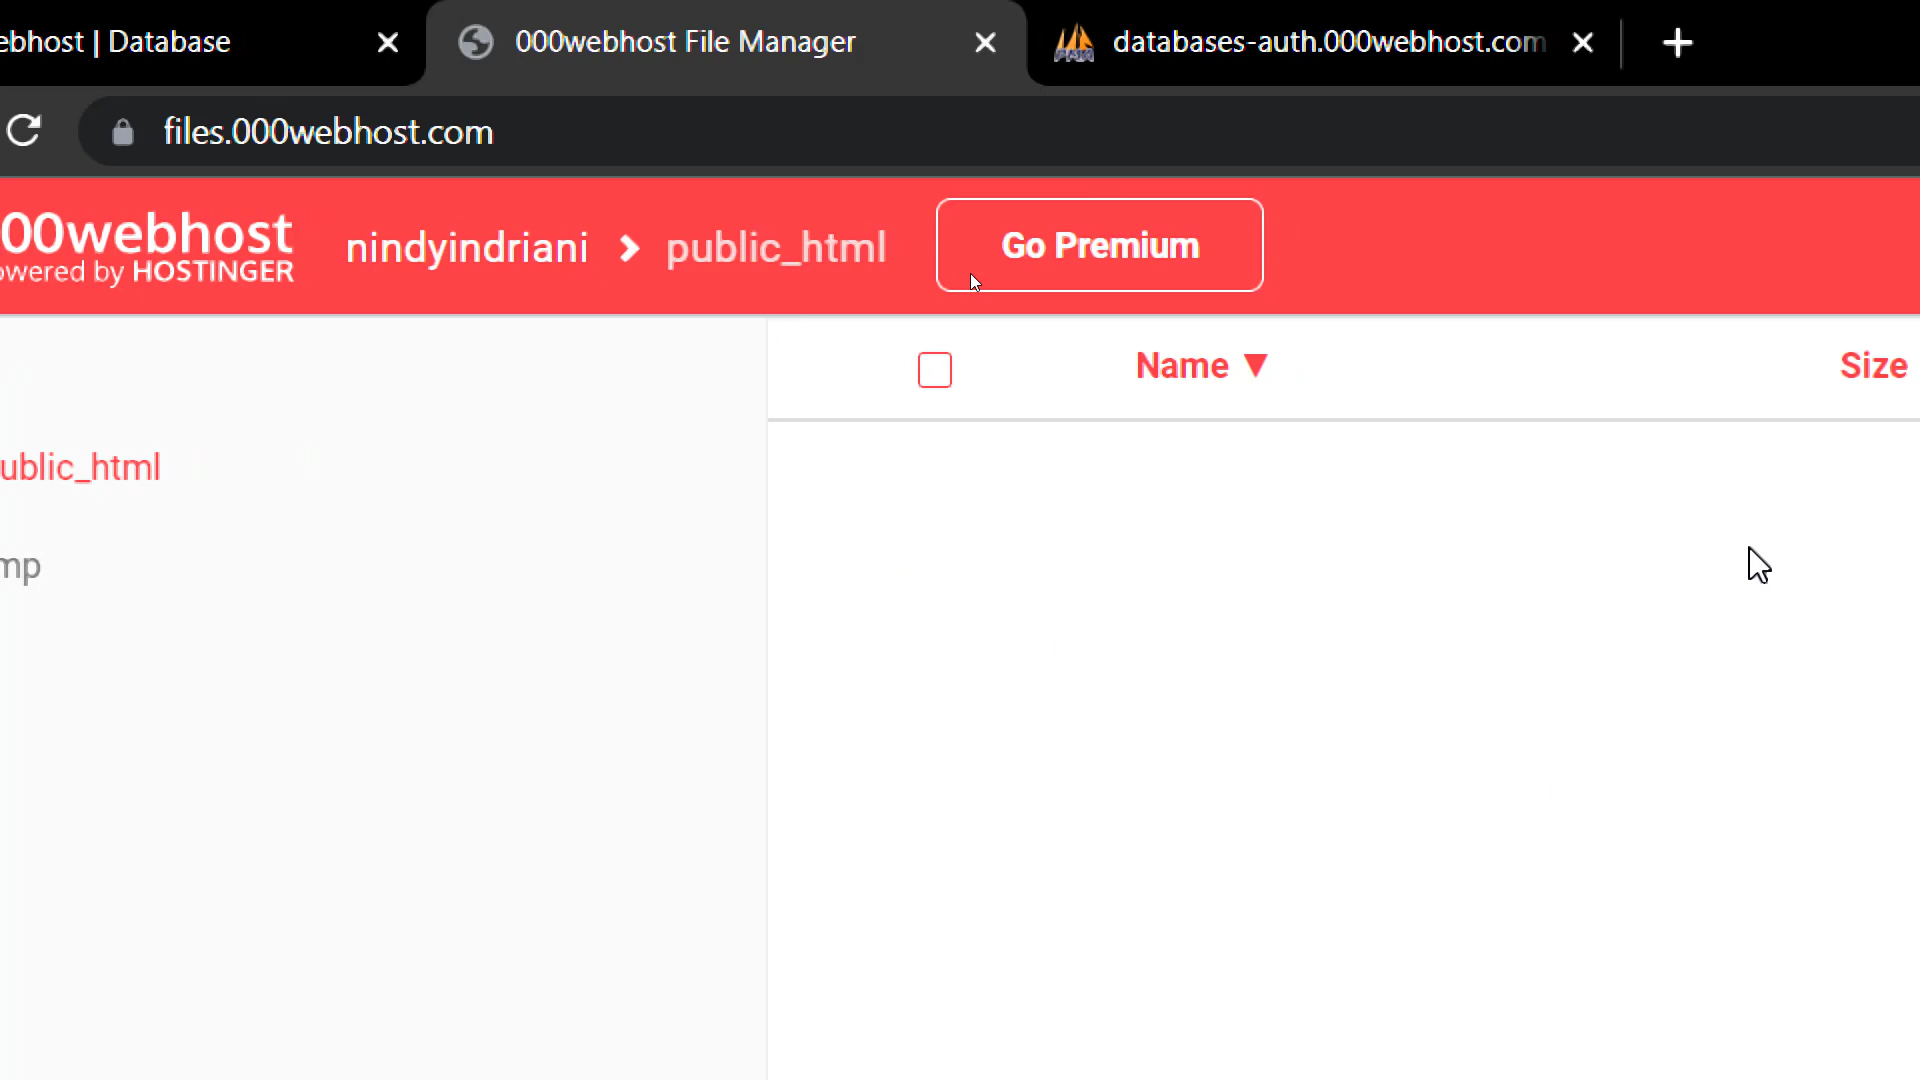 ebhost | Database
000webhost File Manager
databases-auth.000webhost.com
files.000webhost.com
00webhost
owered by HOSTINGER
nindyindriani
public_html
Go Premium
Name ▼
Size
ublic_html
mp